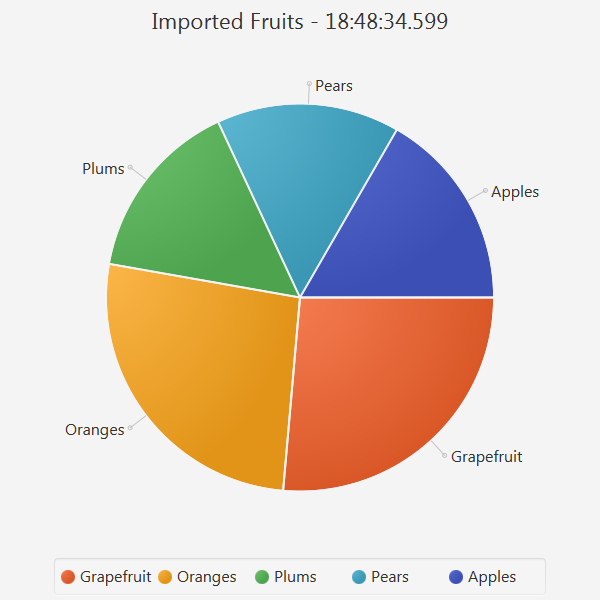 Imported Fruits - 18:48:34.599
Pears
Plums
Apples
Oranges
Grapefruit
Grapefruit Oranges Plums Pears Apples